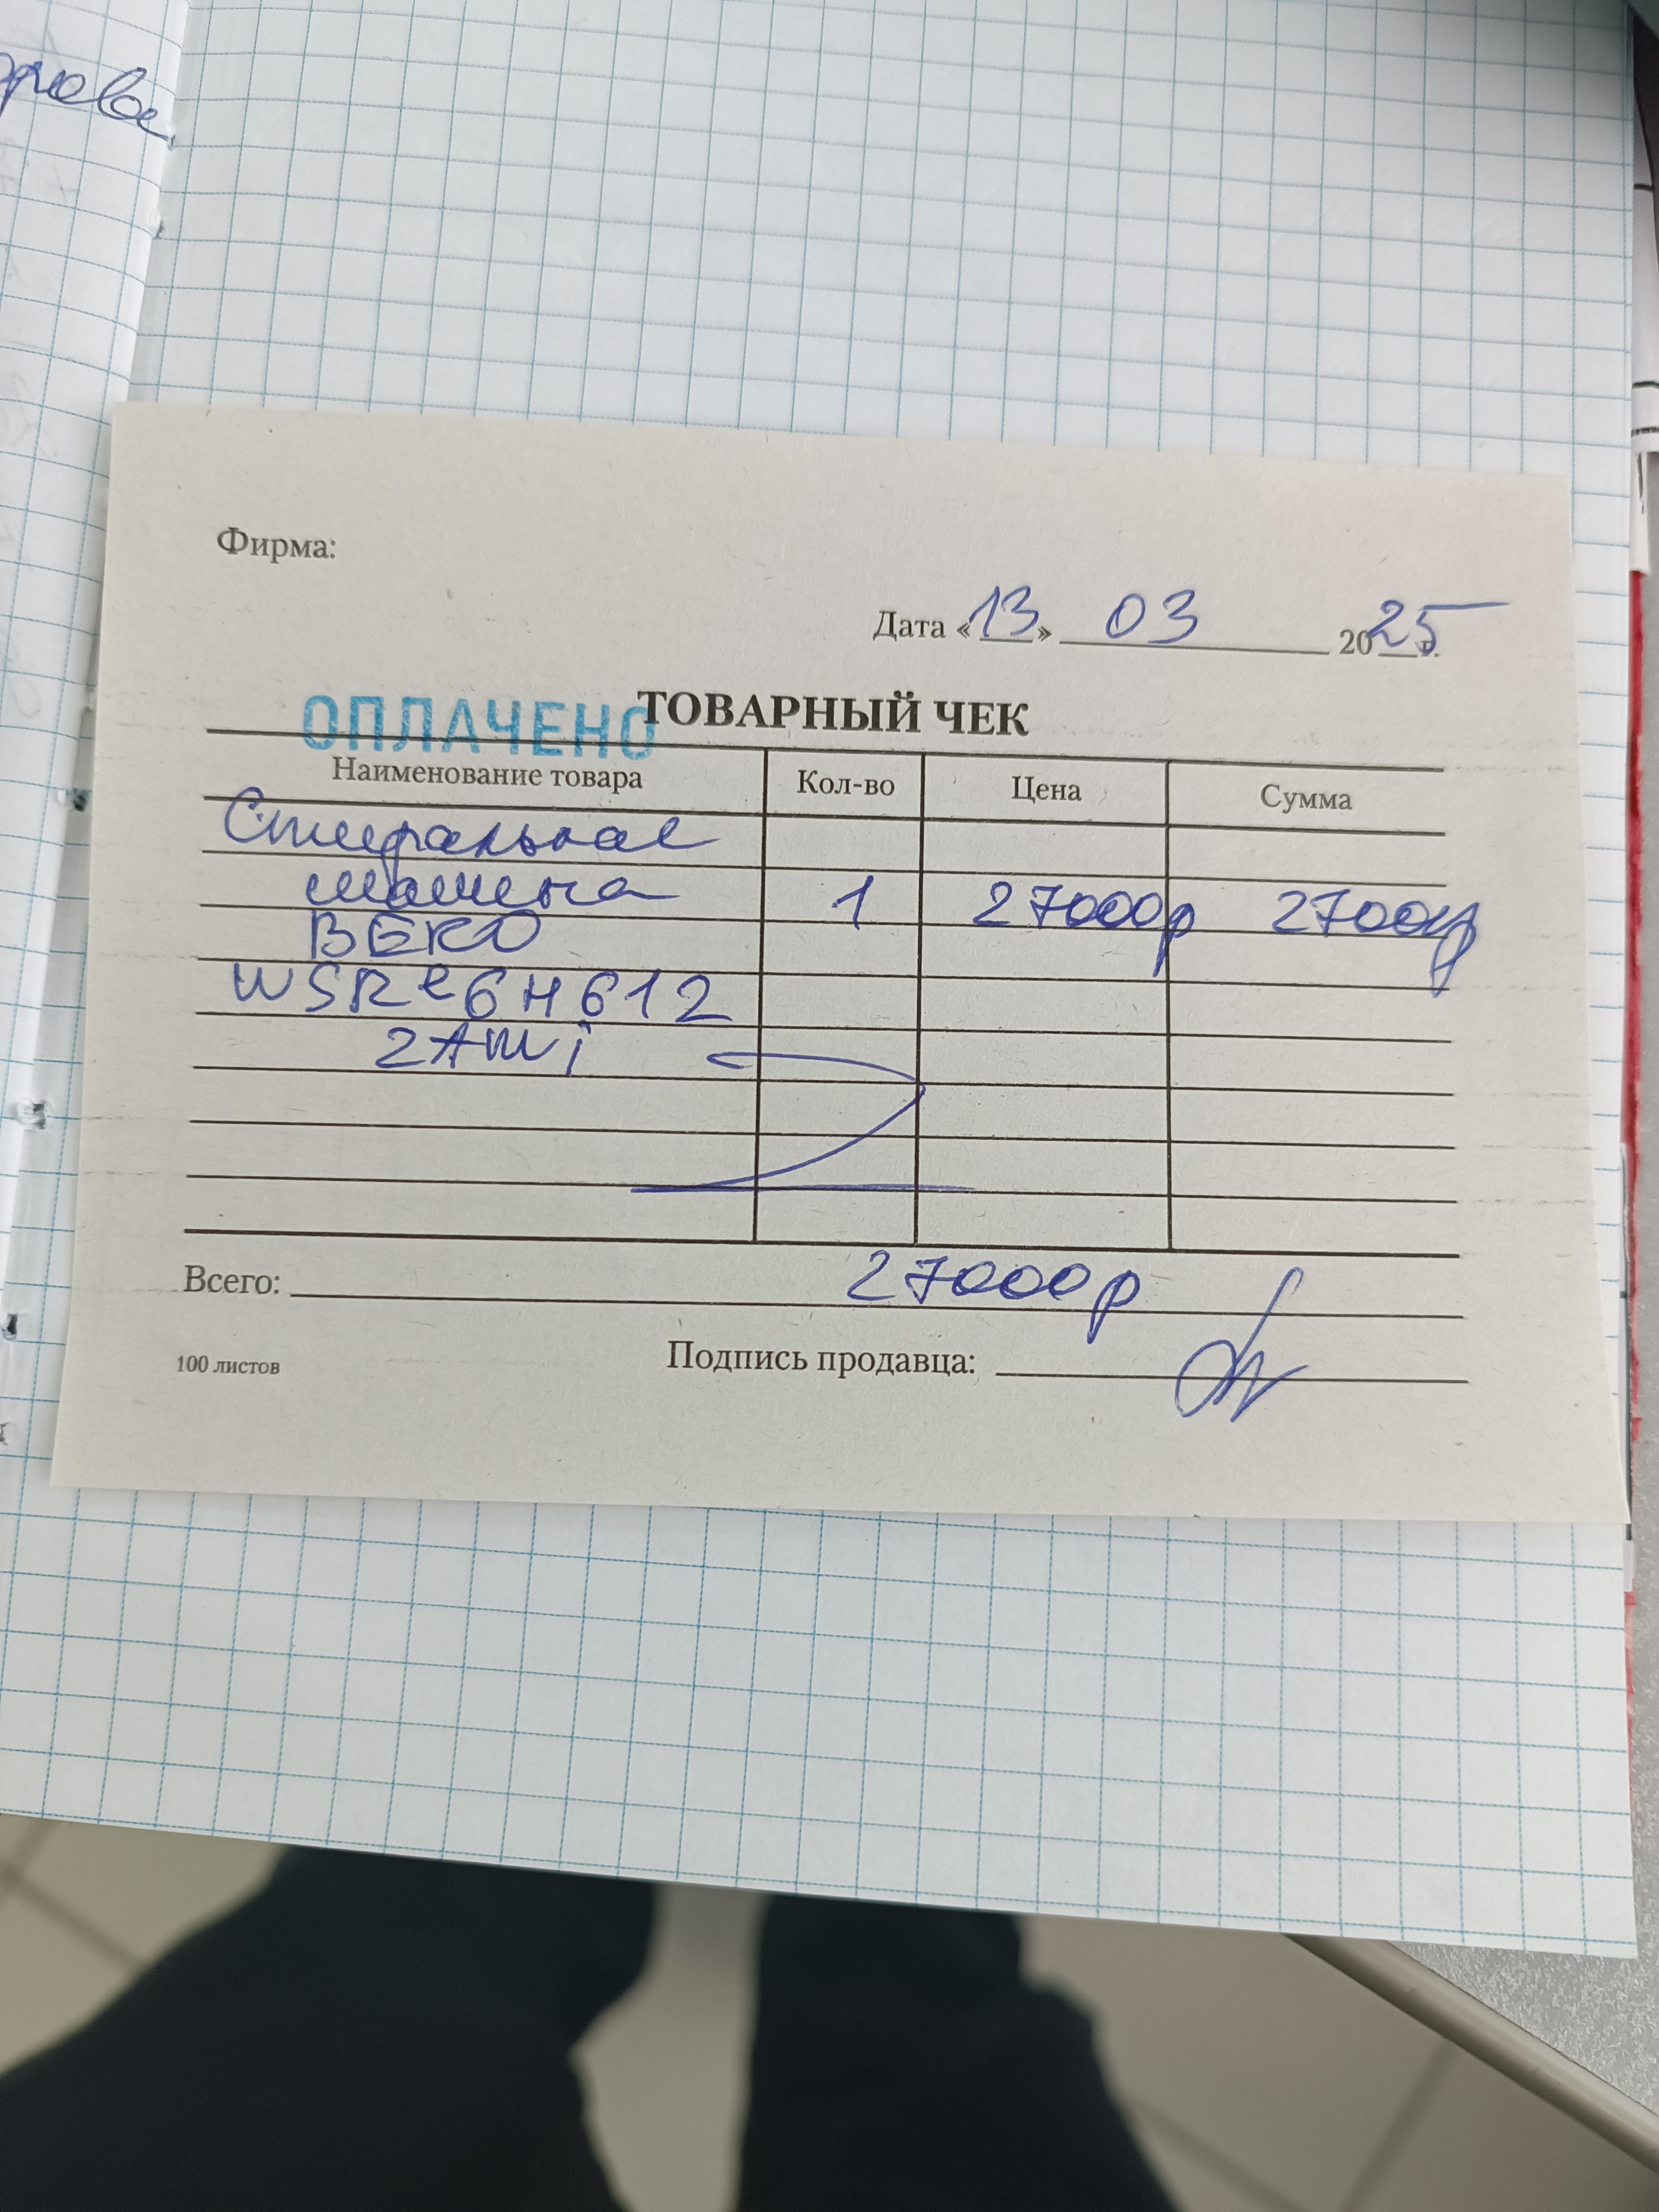 Фирма:
Дата «13» 03 2025 г.
ТОВАРНЫЙ ЧЕК
ОПЛАЧЕНО
Наименование товара Кол-во Цена Сумма
Стиральная
машина 1 27000р 27000р
BEKO
WSRE6H612
ZAWI
Всего: 27000р
100 листов Подпись продавца: